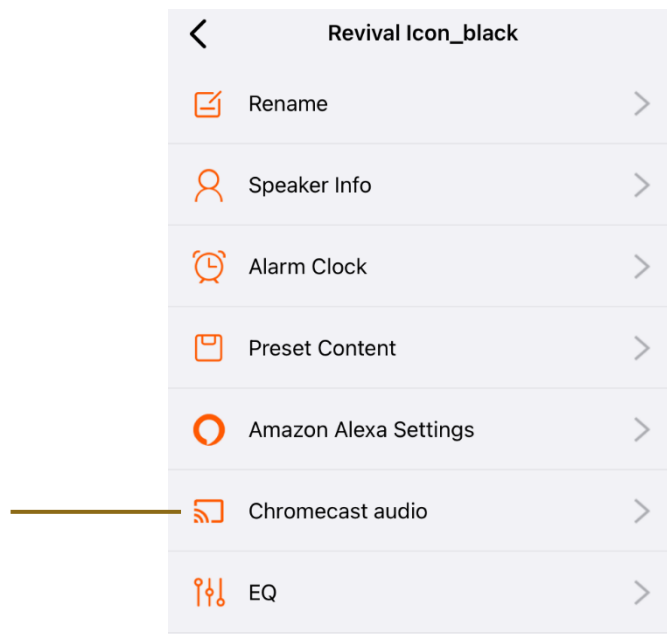 Revival Icon_black
Rename
Speaker Info
Alarm Clock
Preset Content
Amazon Alexa Settings
Chromecast audio
EQ